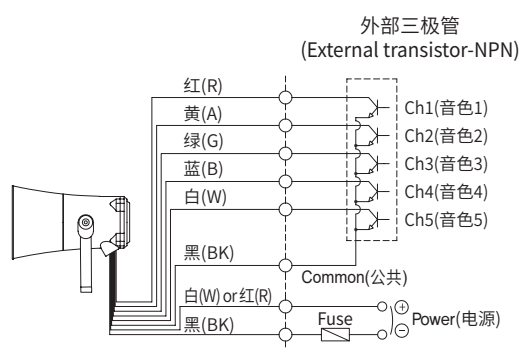 外部三极管
(External transistor-NPN)
红(R)
黄(A)
绿(G)
蓝(B)
白(W)
黑(BK)
白(W) or 红(R)
黑(BK)
Ch1(音色1)
Ch2(音色2)
Ch3(音色3)
Ch4(音色4)
Ch5(音色5)
Common(公共)
Fuse
Power(电源)